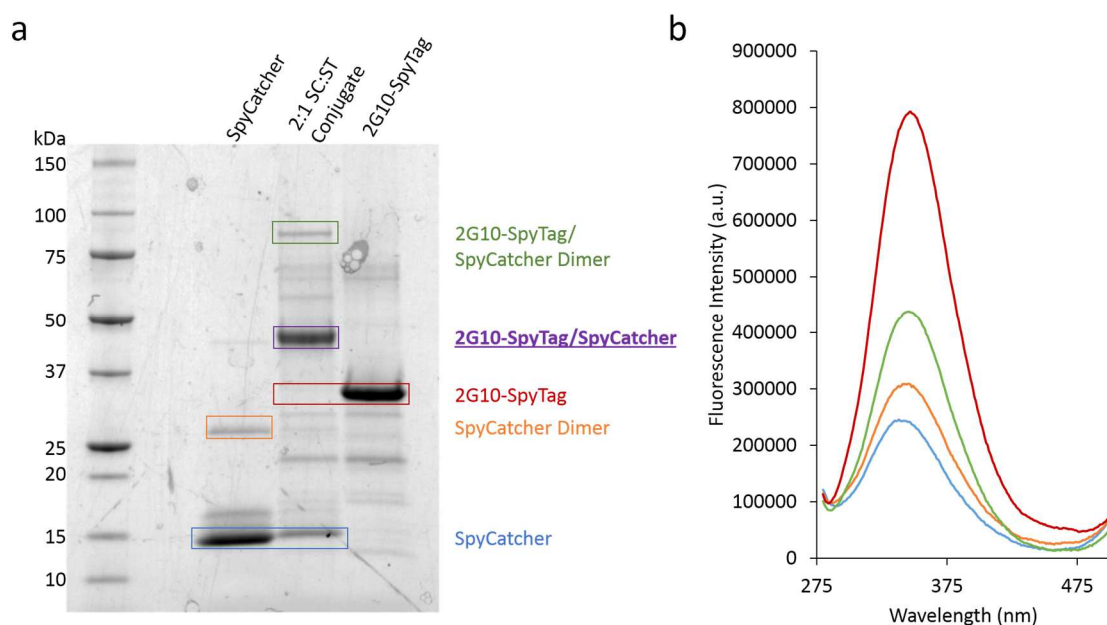 a
SpyCatcher
2:1 SC:ST
Conjugate
2G10-SpyTag
kDa
150
100
75
50
37
25
20
15
10
2G10-SpyTag/
SpyCatcher Dimer
2G10-SpyTag/SpyCatcher
2G10-SpyTag
SpyCatcher Dimer
SpyCatcher
b
Fluorescence Intensity (a.u.)
900000
800000
700000
600000
500000
400000
300000
200000
100000
0
275
375
475
Wavelength (nm)